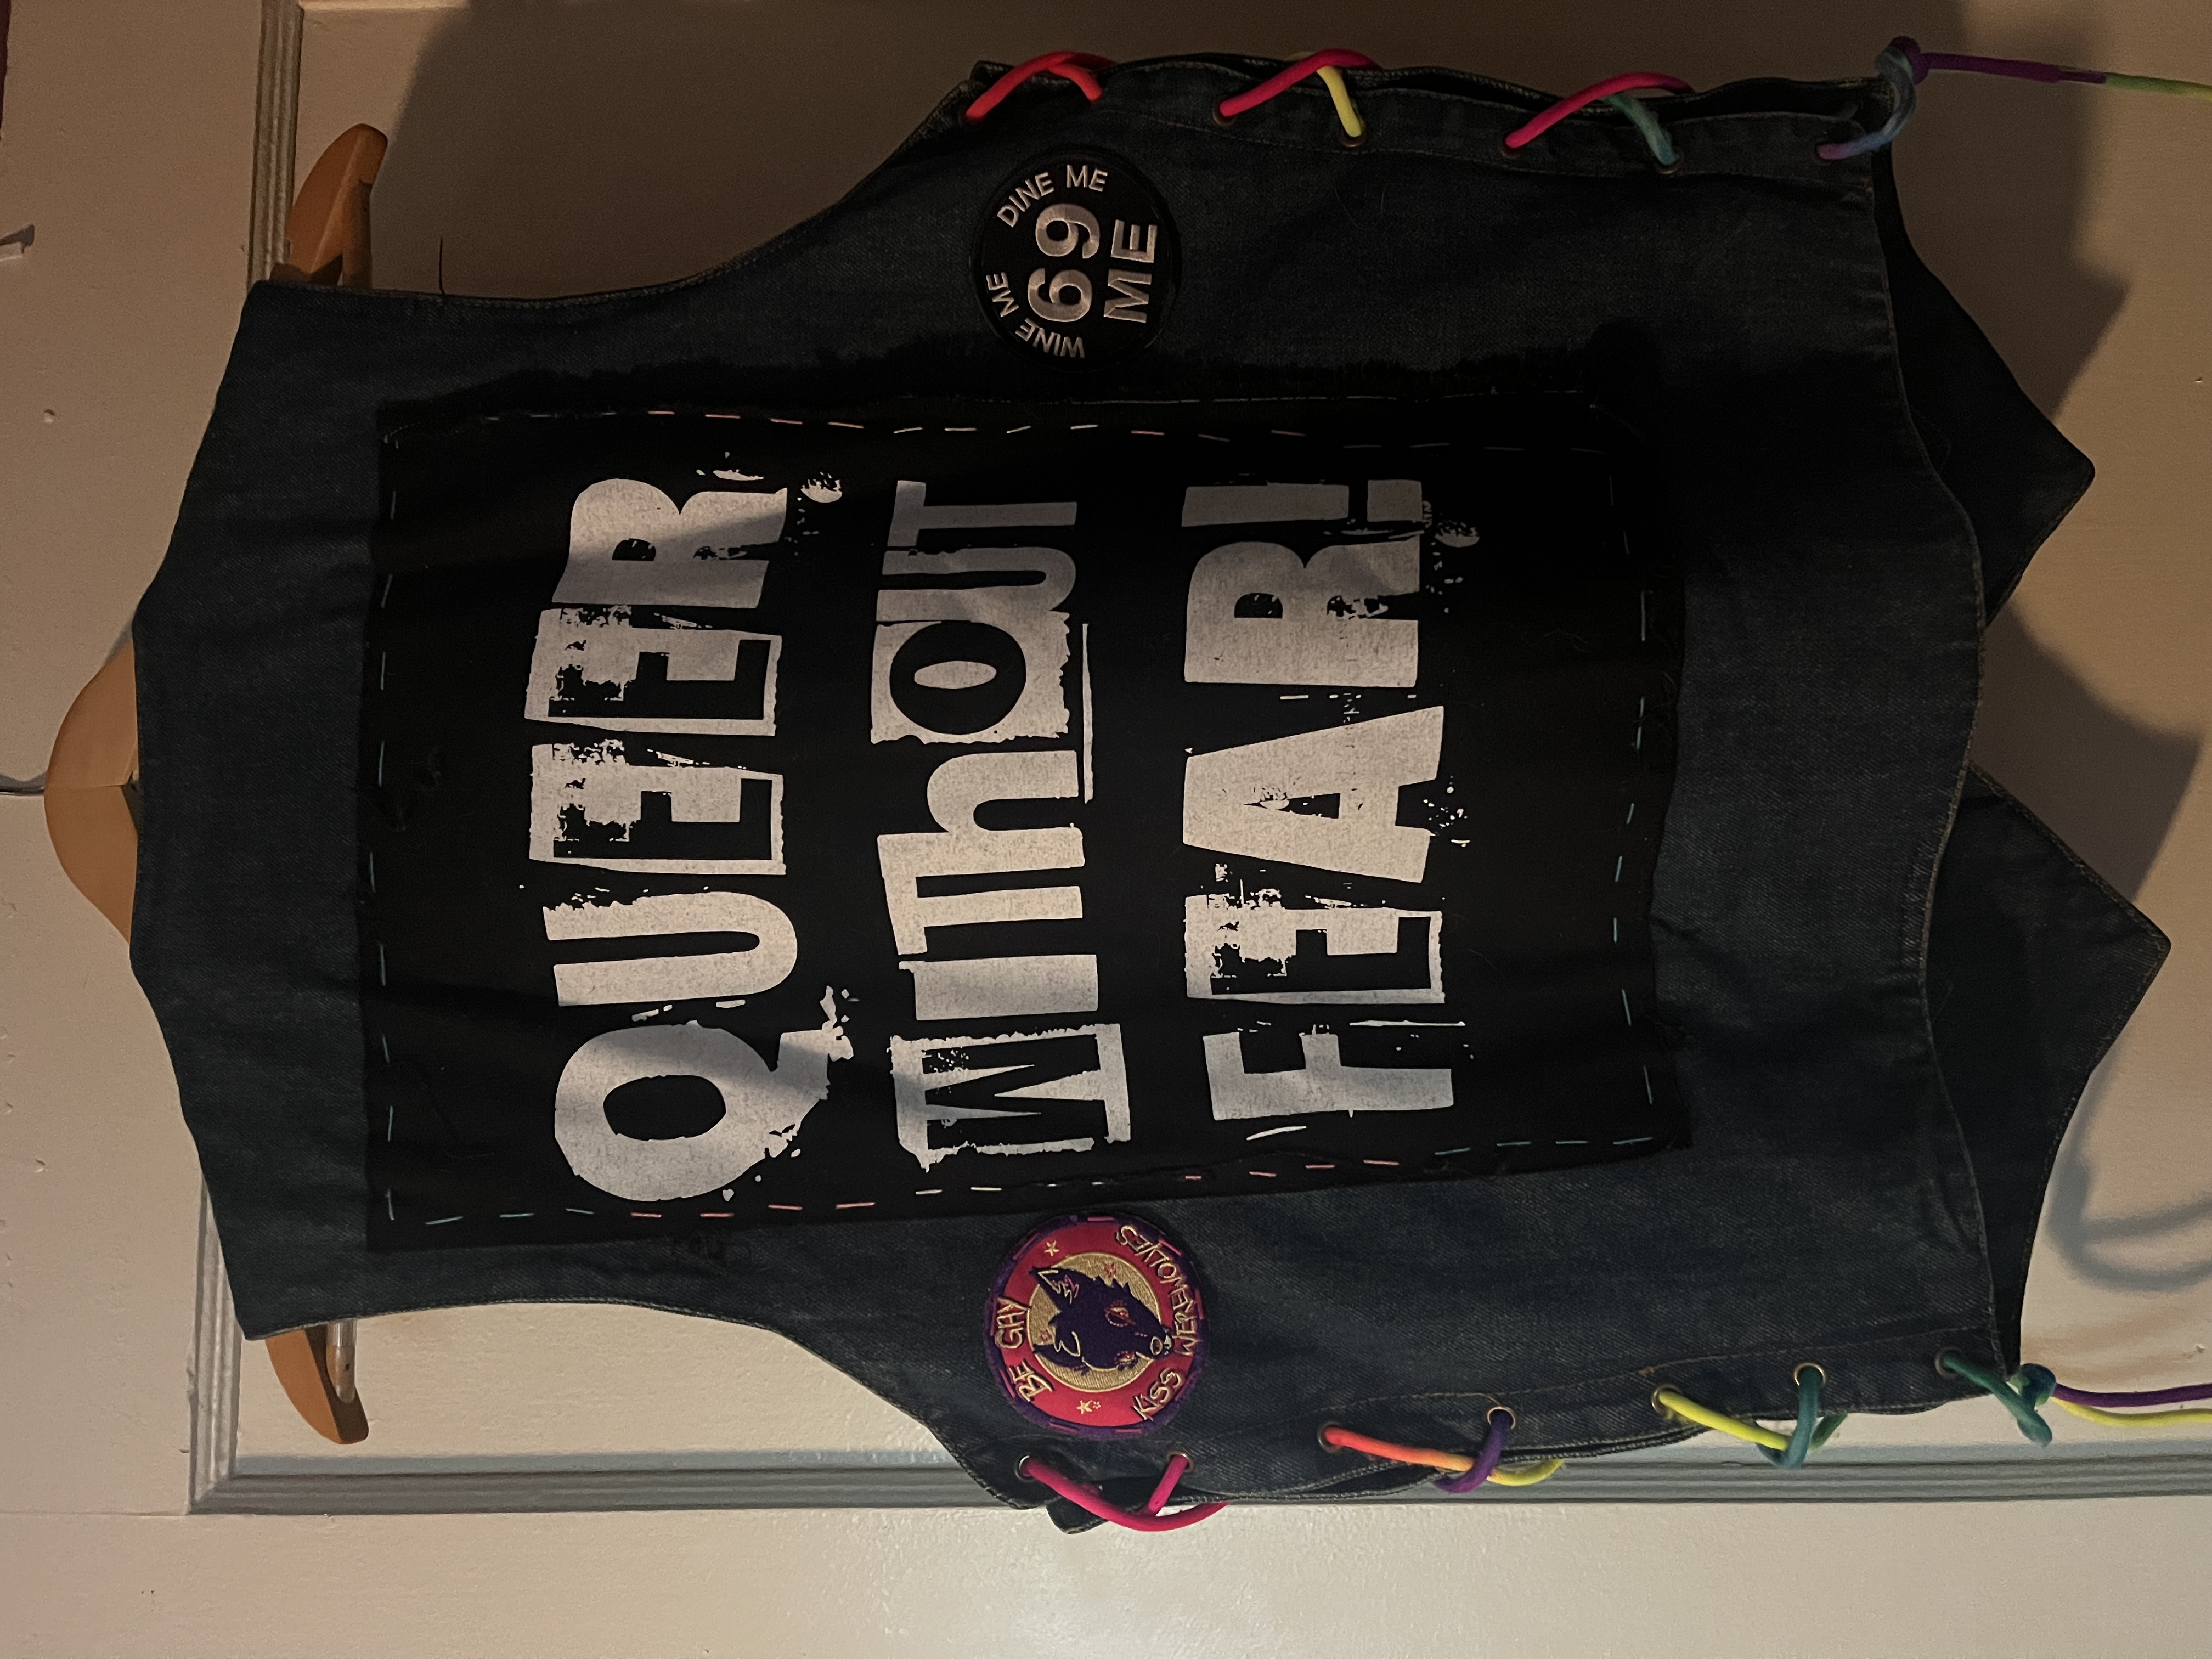 QUEER
WIThOUT
FEAR!
BE GAY
KISS WEREWOLVES
WINE ME DINE ME
69
ME